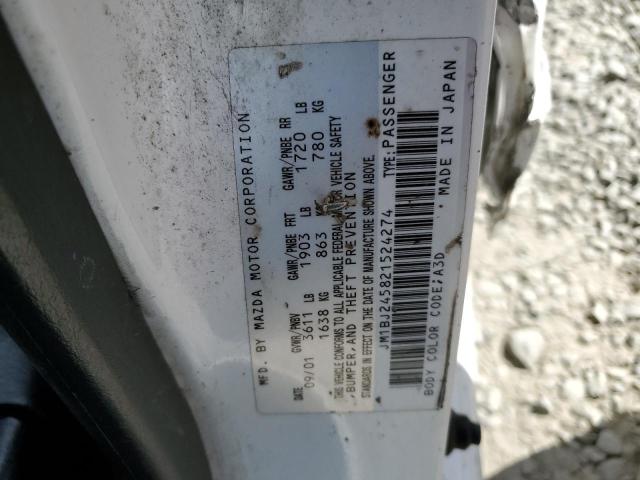 MFD. BY MAZDA MOTOR CORPORATION
DATE GVWR/PNBV GAWR/PNBE FRT GAWR/PNBE RR
09/01 3611 LB 1903 LB 1720 LB
1638 KG 863 KG 780 KG
THIS VEHICLE CONFORMS TO ALL APPLICABLE FEDERAL MOTOR VEHICLE SAFETY
,BUMPER,AND THEFT PREVENTION
STANDARDS IN EFFECT ON THE DATE OF MANUFACTURE SHOWN ABOVE.
JM1BJ245821524274 TYPE:PASSENGER
BODY COLOR CODE;A3D MADE IN JAPAN